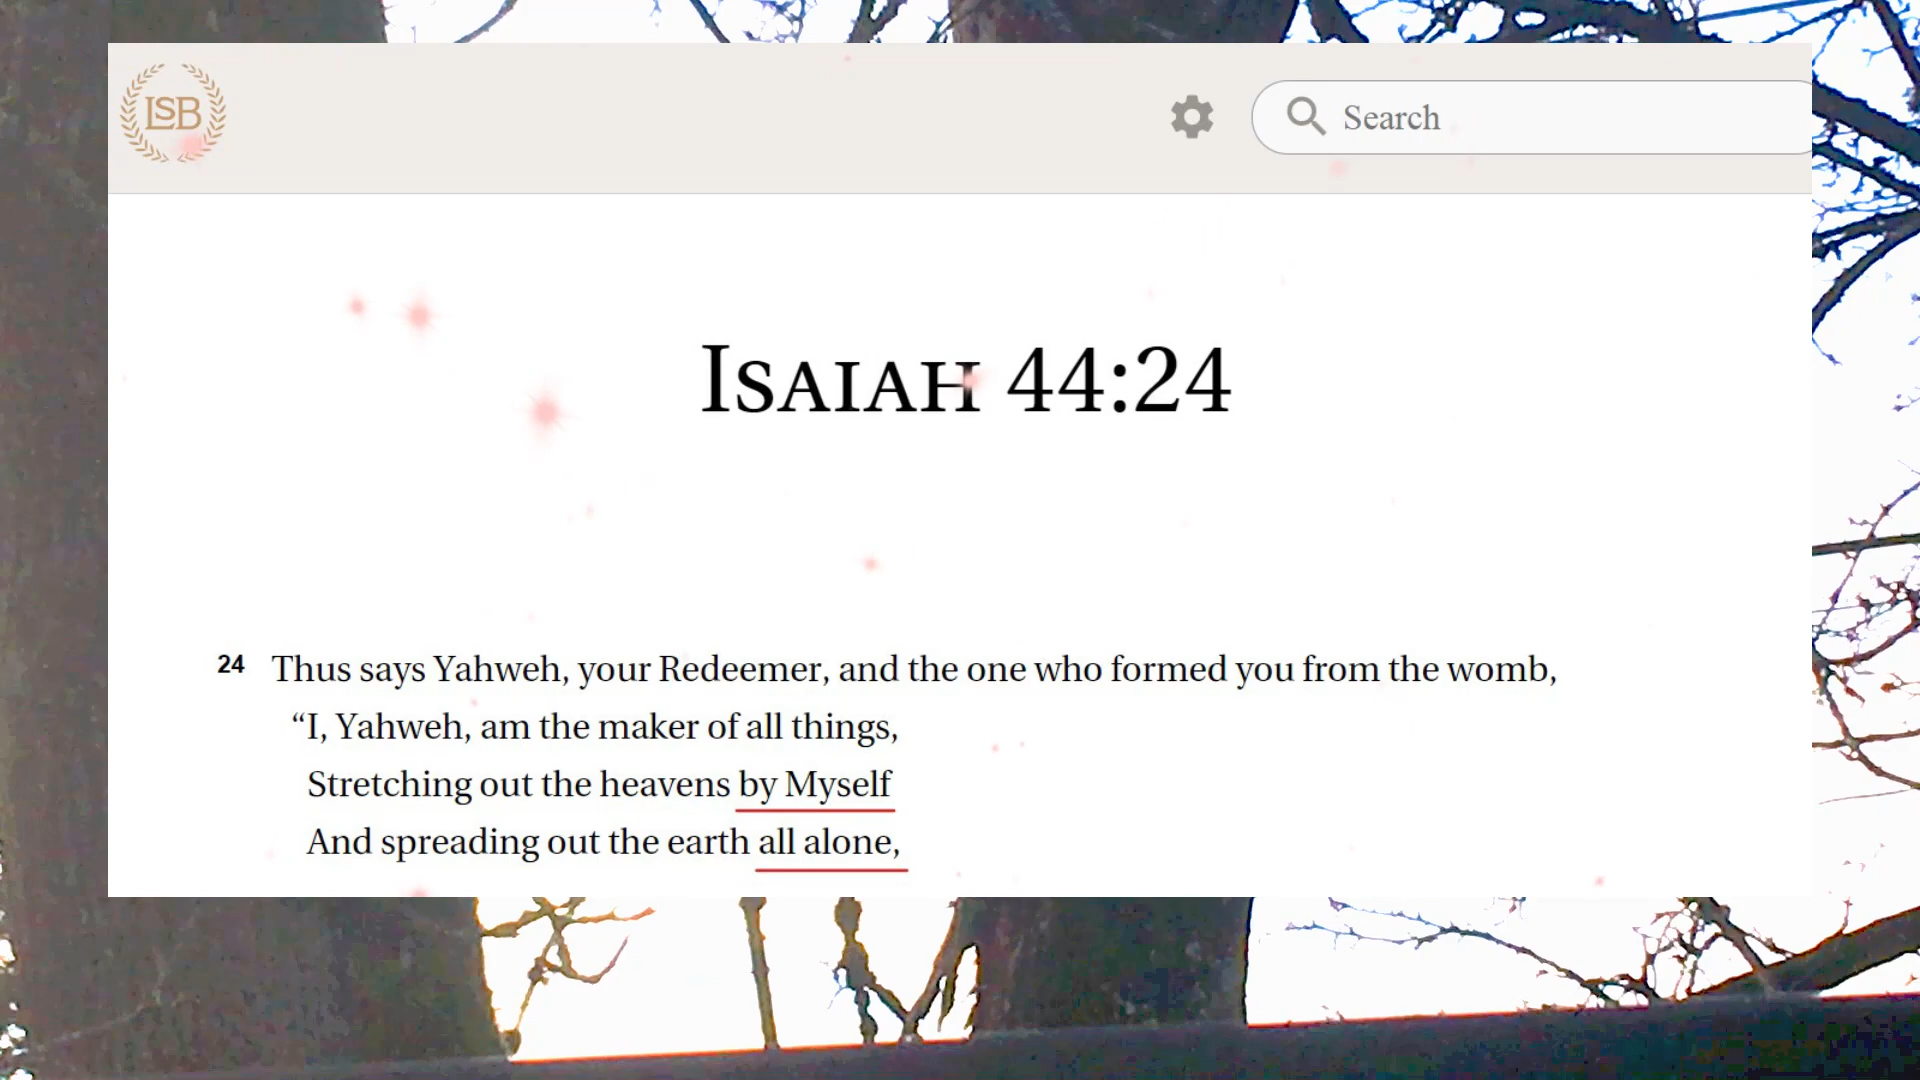 LSB
Search
Isaiah 44:24
24 Thus says Yahweh, your Redeemer, and the one who formed you from the womb,
“I, Yahweh, am the maker of all things,
Stretching out the heavens by Myself
And spreading out the earth all alone,